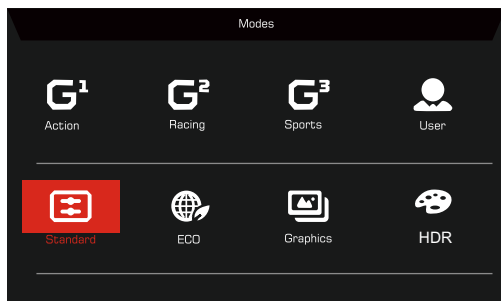 Modes
G¹ G² G³
Action Racing Sports User
Standard ECO Graphics HDR